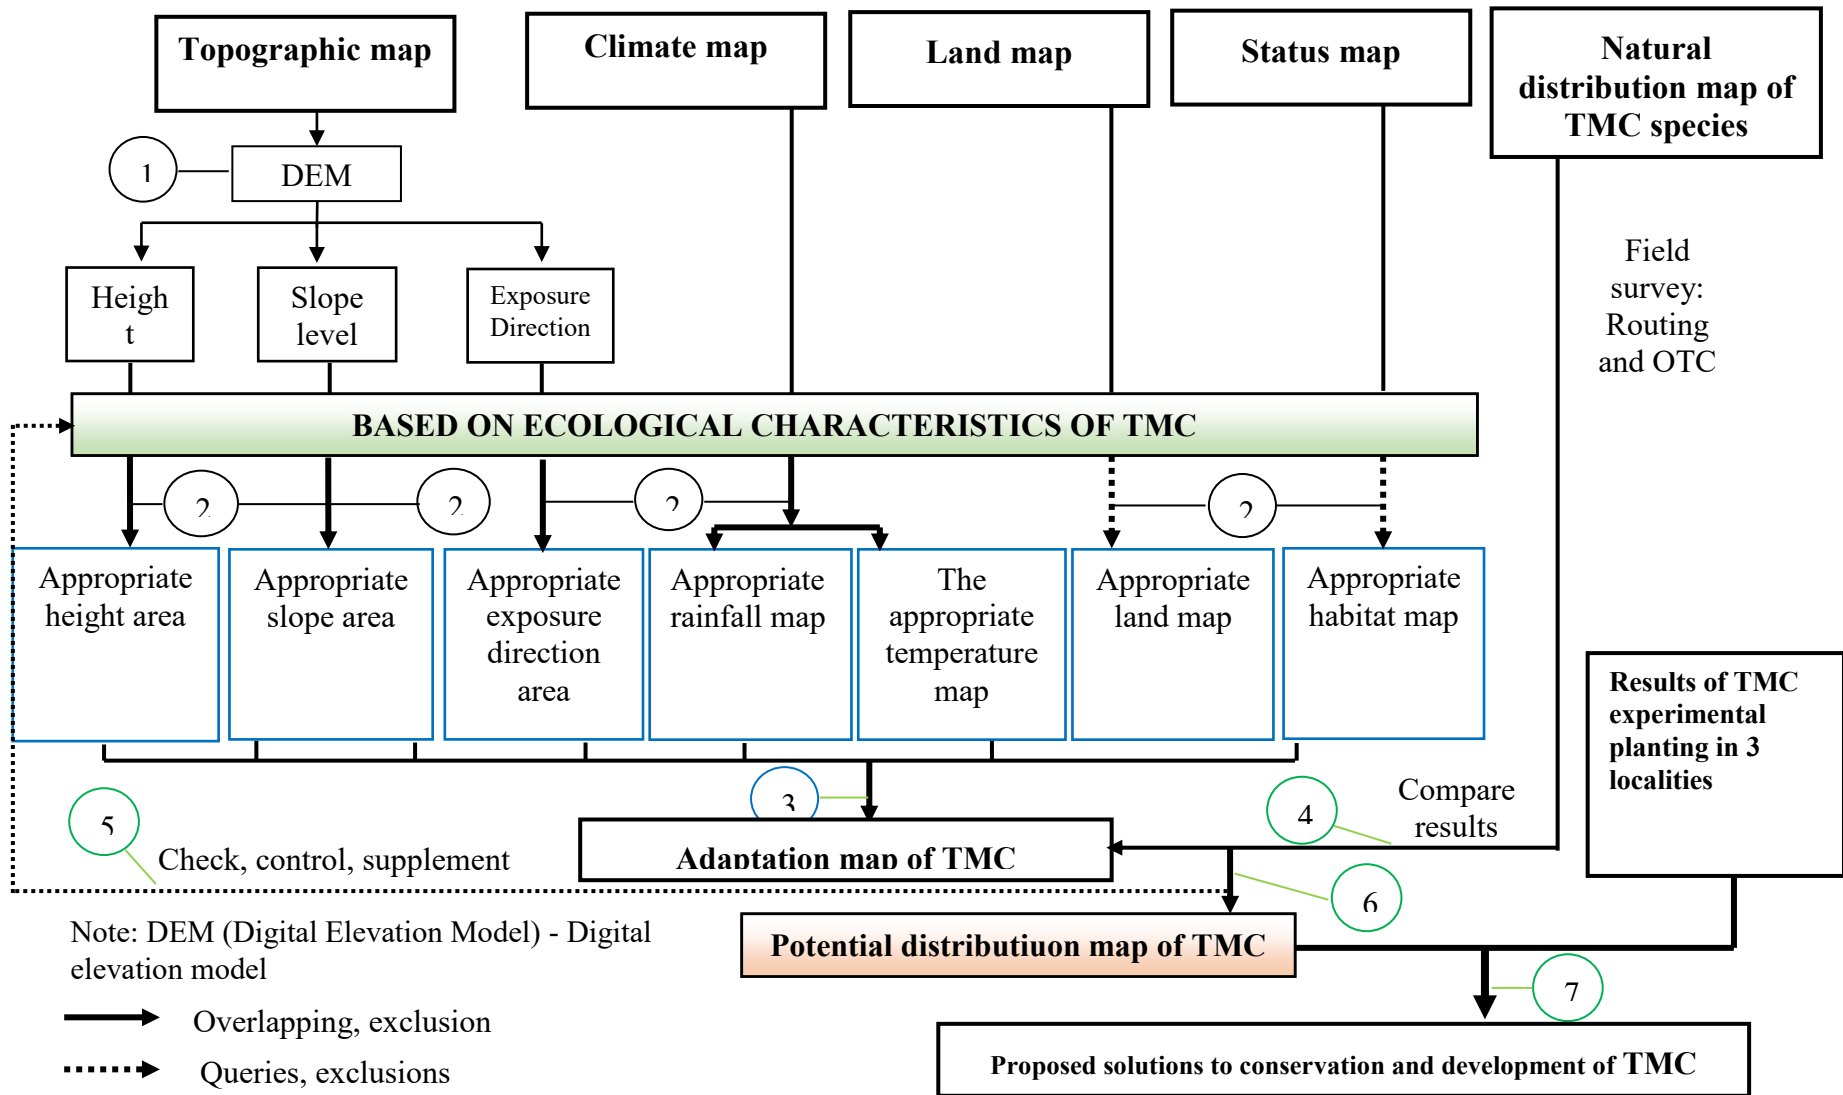 Topographic map
Climate map
Land map
Status map
Natural
distribution map of
TMC species
1
DEM
Heigh
t
Slope
level
Exposure
Direction
Field
survey:
Routing
and OTC
BASED ON ECOLOGICAL CHARACTERISTICS OF TMC
2
2
2
2
Appropriate
height area
Appropriate
slope area
Appropriate
exposure
direction
area
Appropriate
rainfall map
The
appropriate
temperature
map
Appropriate
land map
Appropriate
habitat map
Results of TMC
experimental
planting in 3
localities
3
4
Compare
results
5
Check, control, supplement
Adaptation map of TMC
6
Note: DEM (Digital Elevation Model) - Digital
elevation model
Potential distributiuon map of TMC
7
Overlapping, exclusion
Queries, exclusions
Proposed solutions to conservation and development of TMC